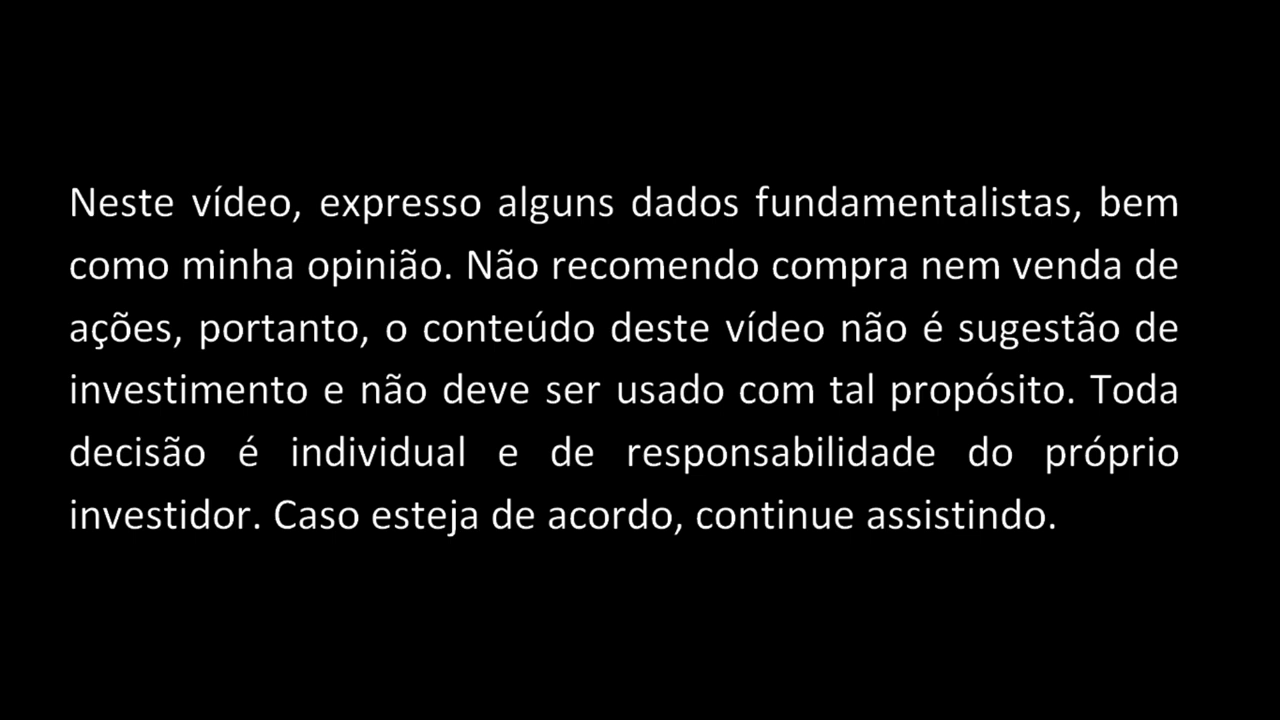 Neste vídeo, expresso alguns dados fundamentalistas, bem
como minha opinião. Não recomendo compra nem venda de
ações, portanto, o conteúdo deste vídeo não é sugestão de
investimento e não deve ser usado com tal propósito. Toda
decisão é individual e de responsabilidade do próprio
investidor. Caso esteja de acordo, continue assistindo.